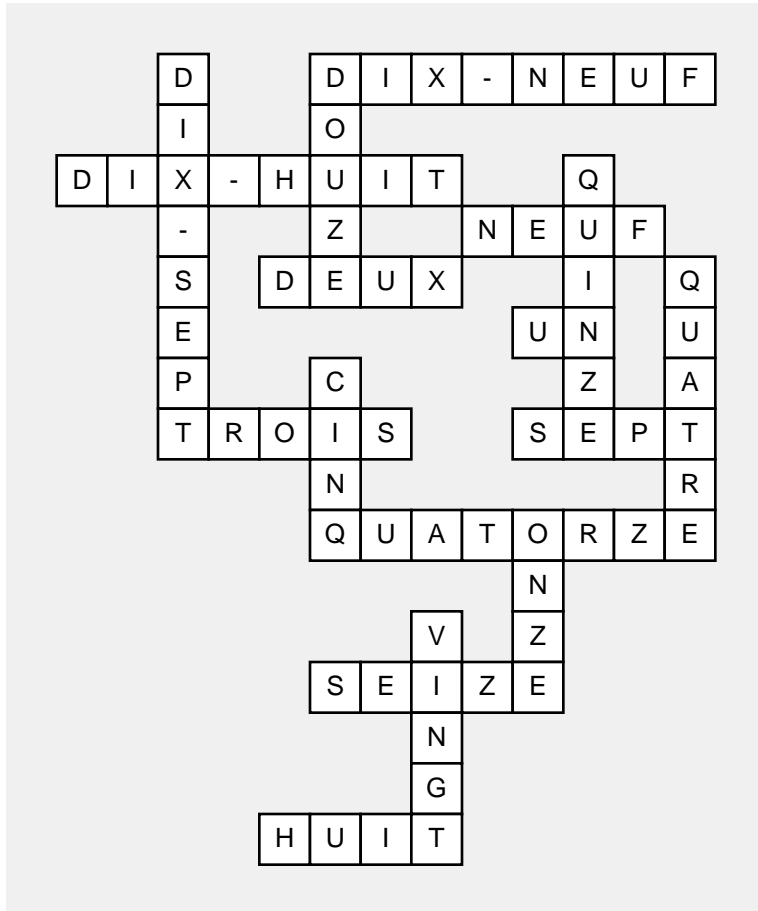 D DIX-NEUF
I O
DIX-HUIT Q
- Z NEUF
S DEUX I Q
E UN U
P C Z A
TROIS SEPT
N R
QUATORZE
N
V Z
SEIZE
N
G
HUIT